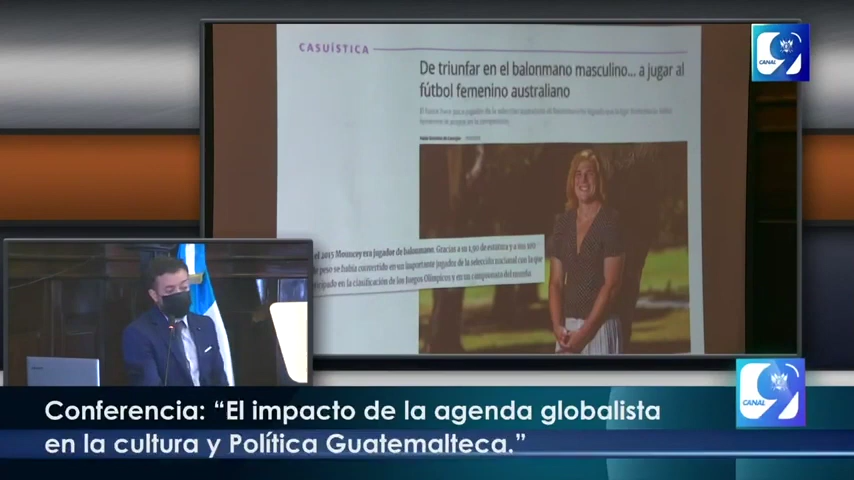 CASUÍSTICA
De triunfar en el balonmano masculino... a jugar al
fútbol femenino australiano
el 2015 Mouncey era jugador de balonmano. Gracias a su 1,90 de estatura y a sus 100
de peso se había convertido en un importante jugador de la selección nacional con la que
en la clasificación de los Juegos Olímpicos y en un campeonato del mundo
9
CANAL
9
CANAL
Conferencia: “El impacto de la agenda globalista
en la cultura y Política Guatemalteca.”